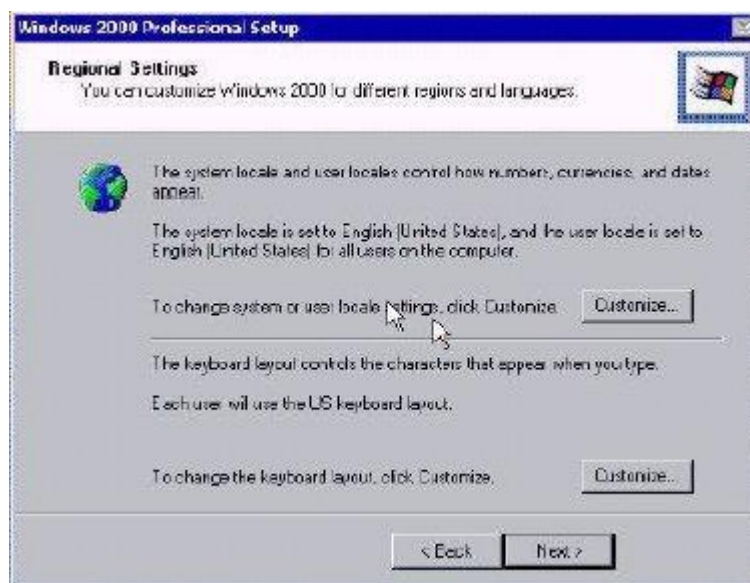 Windows 2000 Professional Setup
Regional Settings
You can customize Windows 2000 for different regions and languages.
The system locale and user locales control how numbers, currencies, and dates
appear.
The system locale is set to English (United States), and the user locale is set to
English (United States) for all users on the computer.
To change system or user locale settings, click Customize.
Customize...
The keyboard layout controls the characters that appear when you type.
Each user will use the US keyboard layout.
To change the keyboard layout, click Customize.
Customize...
< Back
Next >